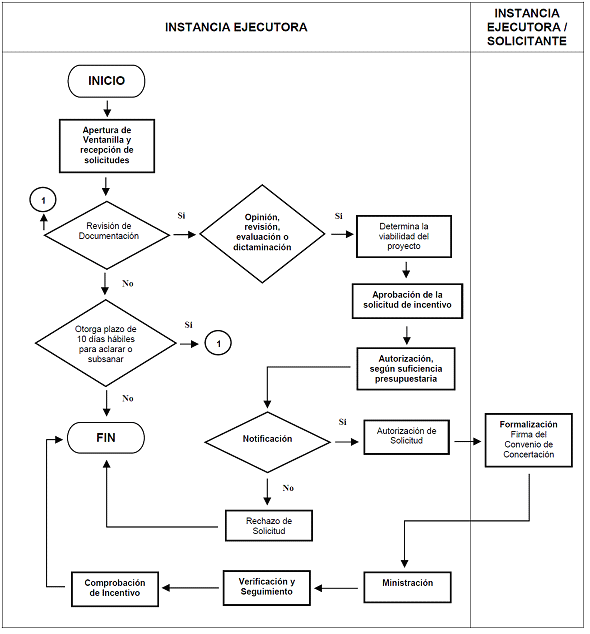 INSTANCIA EJECUTORA
INSTANCIA
EJECUTORA /
SOLICITANTE
INICIO
Apertura de
Ventanilla y
recepción de
solicitudes
1
Revisión de
Documentación
Si
Opinión,
revisión,
evaluación o
dictaminación
Si
Determina la
viabilidad del
proyecto
No
Aprobación de la
solicitud de incentivo
Otorga plazo de
10 días hábiles
para aclarar o
subsanar
Si
1
Autorización,
según suficiencia
presupuestaria
No
FIN
Notificación
Si
Autorización de
Solicitud
Formalización
Firma del
Convenio de
Concertación
No
Rechazo de
Solicitud
Comprobación
de Incentivo
Verificación y
Seguimiento
Ministración